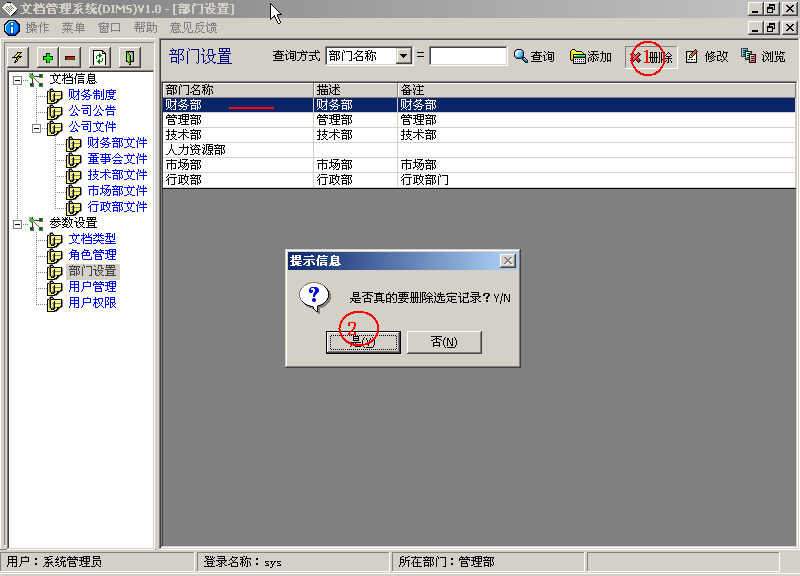 文档管理系统(DIMS)V1.0 - [部门设置]
操作 菜单 窗口 帮助 意见反馈
部门设置 查询方式 部门名称 = 查询 添加 1删除 修改 浏览
文档信息
财务制度
公司公告
公司文件
财务部文件
董事会文件
技术部文件
市场部文件
行政部文件
参数设置
文档类型
角色管理
部门设置
用户管理
用户权限
部门名称 描述 备注
财务部 财务部 财务部
管理部 管理部 管理部
技术部 技术部 技术部
人力资源部
市场部 市场部 市场部
行政部 行政部 行政部门
提示信息
是否真的要删除选定记录？Y/N
2
是(Y) 否(N)
用户：系统管理员 登录名称：sys 所在部门：管理部